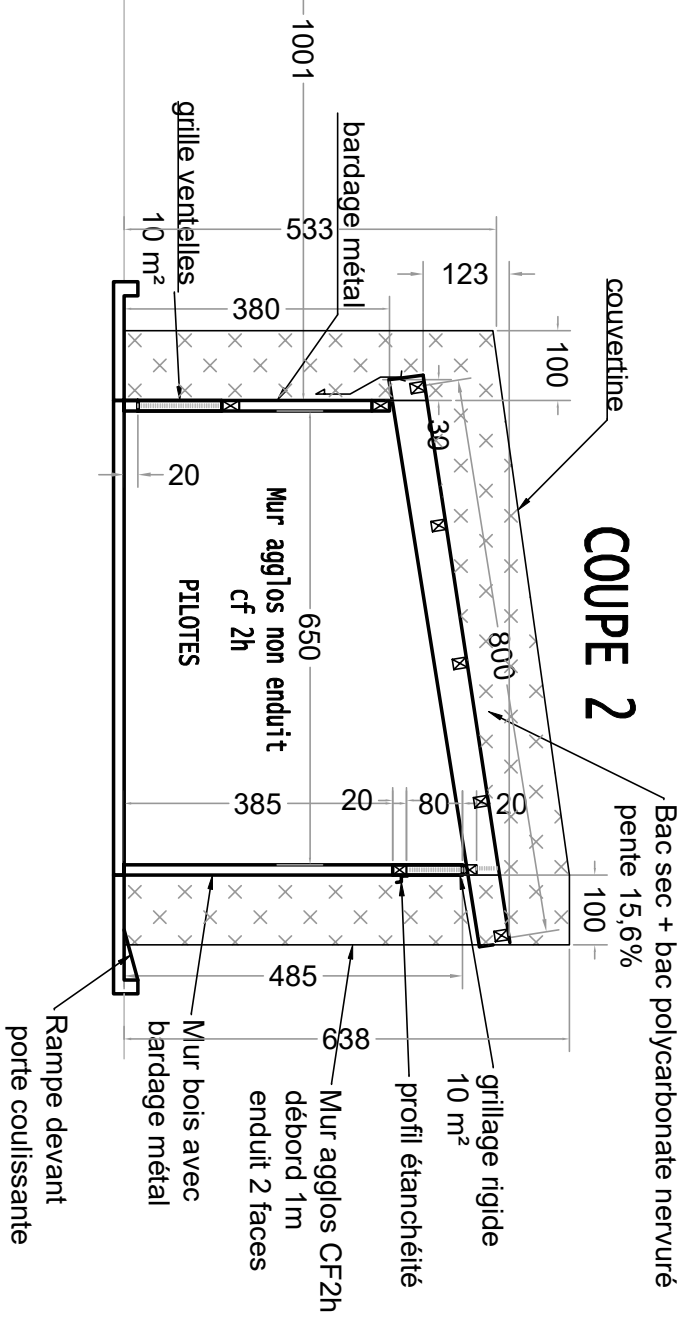 COUPE 2
couvertine
Bac sec + bac polycarbonate nervuré
pente 15,6%
100
100
123
533
380
bardage métal
1001
grille ventelles
10 m²
30
800
20
80
20
385
650
Mur agglos non enduit
cf 2h
PILOTES
20
485
638
grillage rigide
10 m²
profil étanchéité
Mur agglos CF2h
débord 1m
enduit 2 faces
Mur bois avec
bardage métal
Rampe devant
porte coulissante